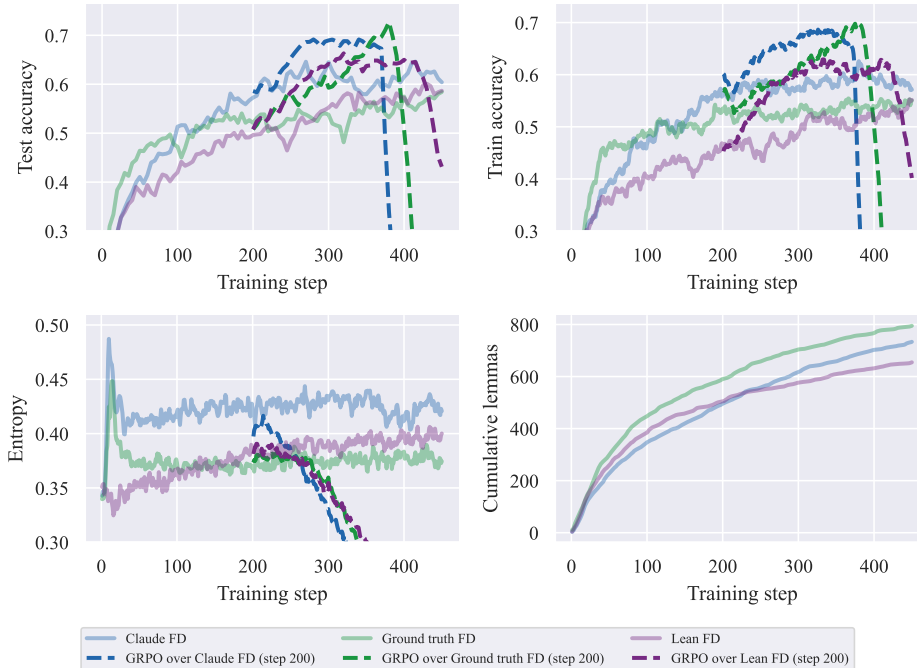 0.7
0.6
0.5
0.4
0.3
Test accuracy
0 100 200 300 400
Training step
0.7
0.6
0.5
0.4
0.3
Train accuracy
0 100 200 300 400
Training step
0.50
0.45
0.40
0.35
0.30
Entropy
0 100 200 300 400
Training step
800
600
400
200
0
Cumulative lemmas
0 100 200 300 400
Training step
Claude FD Ground truth FD Lean FD
GRPO over Claude FD (step 200) GRPO over Ground truth FD (step 200) GRPO over Lean FD (step 200)